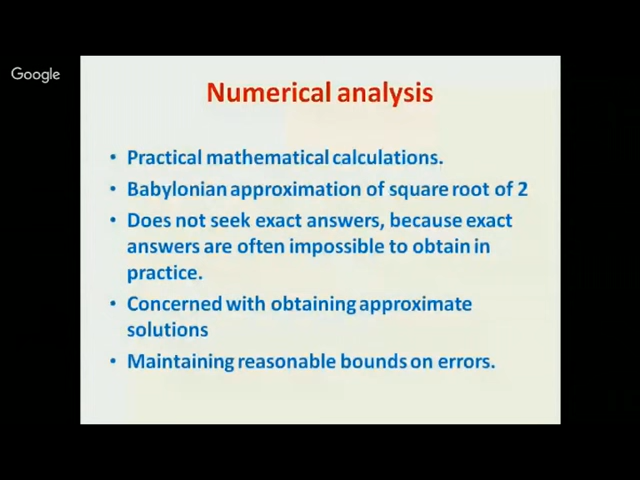 Google
Numerical analysis
• Practical mathematical calculations.
• Babylonian approximation of square root of 2
• Does not seek exact answers, because exact
answers are often impossible to obtain in
practice.
• Concerned with obtaining approximate
solutions
• Maintaining reasonable bounds on errors.